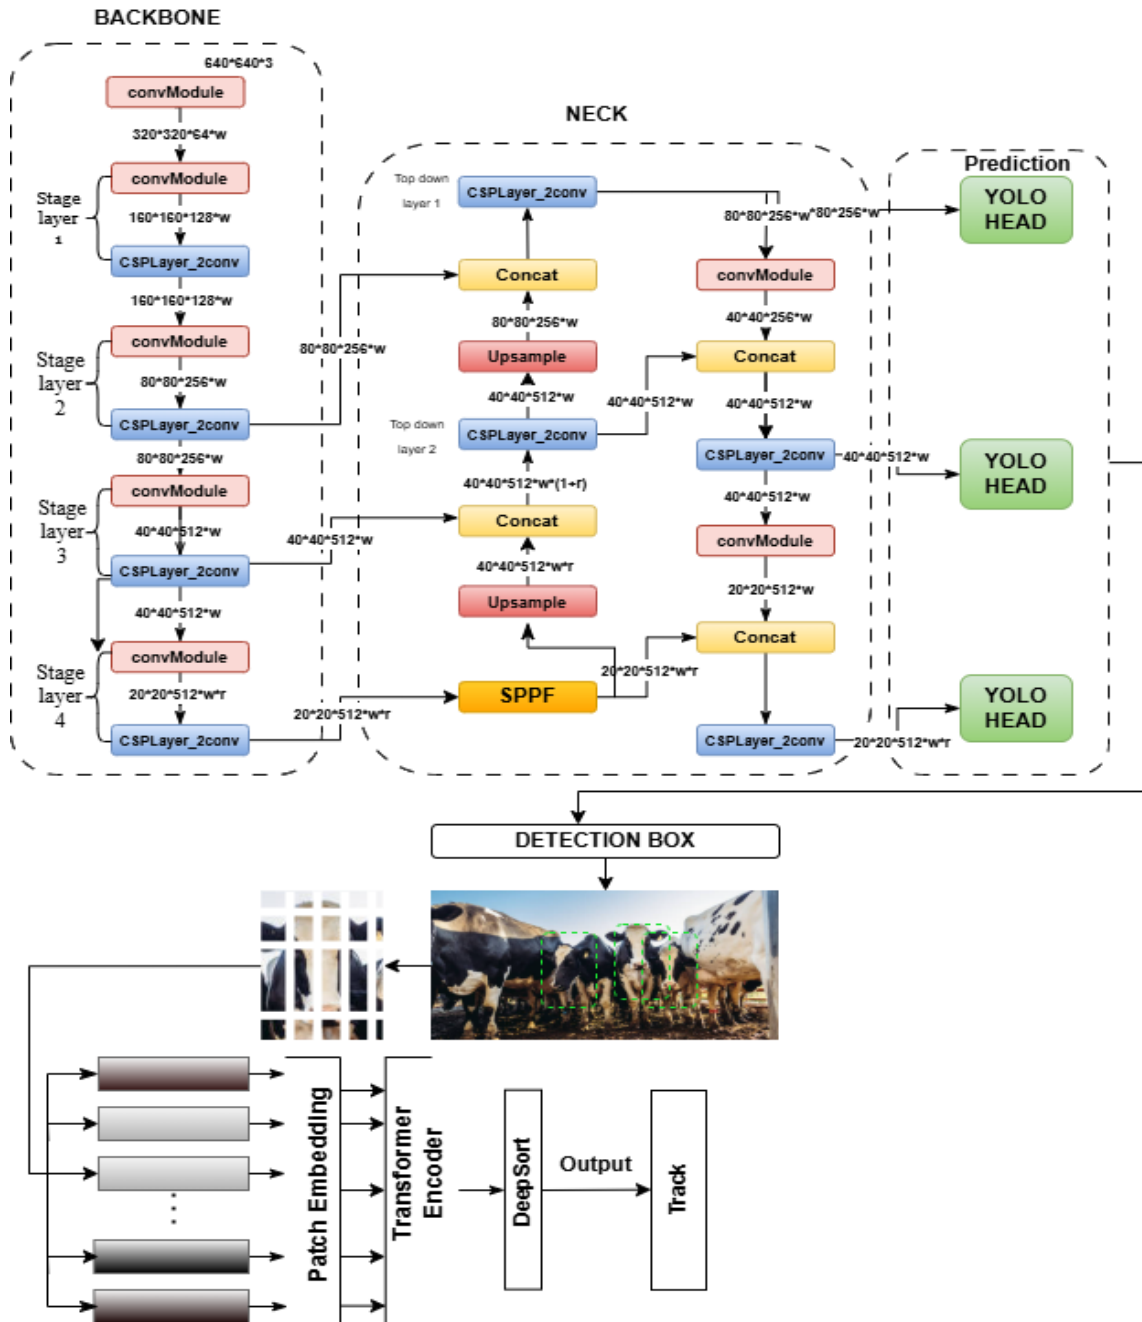 BACKBONE
640*640*3
convModule
320*320*64*w
convModule
Stage
layer
1
160*160*128*w
CSPLayer_2conv
160*160*128*w
convModule
Stage
layer
2
80*80*256*w
CSPLayer_2conv
80*80*256*w
convModule
Stage
layer
3
40*40*512*w
CSPLayer_2conv
40*40*512*w
convModule
Stage
layer
4
20*20*512*w*r
CSPLayer_2conv
80*80*256*w
40*40*512*w
20*20*512*w*r
NECK
Top down
layer 1
CSPLayer_2conv
Concat
80*80*256*w
Upsample
40*40*512*w
Top down
layer 2
CSPLayer_2conv
40*40*512*w*(1+r)
Concat
40*40*512*w*r
Upsample
SPPF
40*40*512*w
20*20*512*w*r
80*80*256*w
*80*256*w
convModule
40*40*256*w
Concat
40*40*512*w
CSPLayer_2conv
40*40*512*w
40*40*512*w
convModule
20*20*512*w
Concat
CSPLayer_2conv
20*20*512*w*r
Prediction
YOLO
HEAD
YOLO
HEAD
YOLO
HEAD
DETECTION BOX
Patch Embedding
Transformer
Encoder
DeepSort
Output
Track